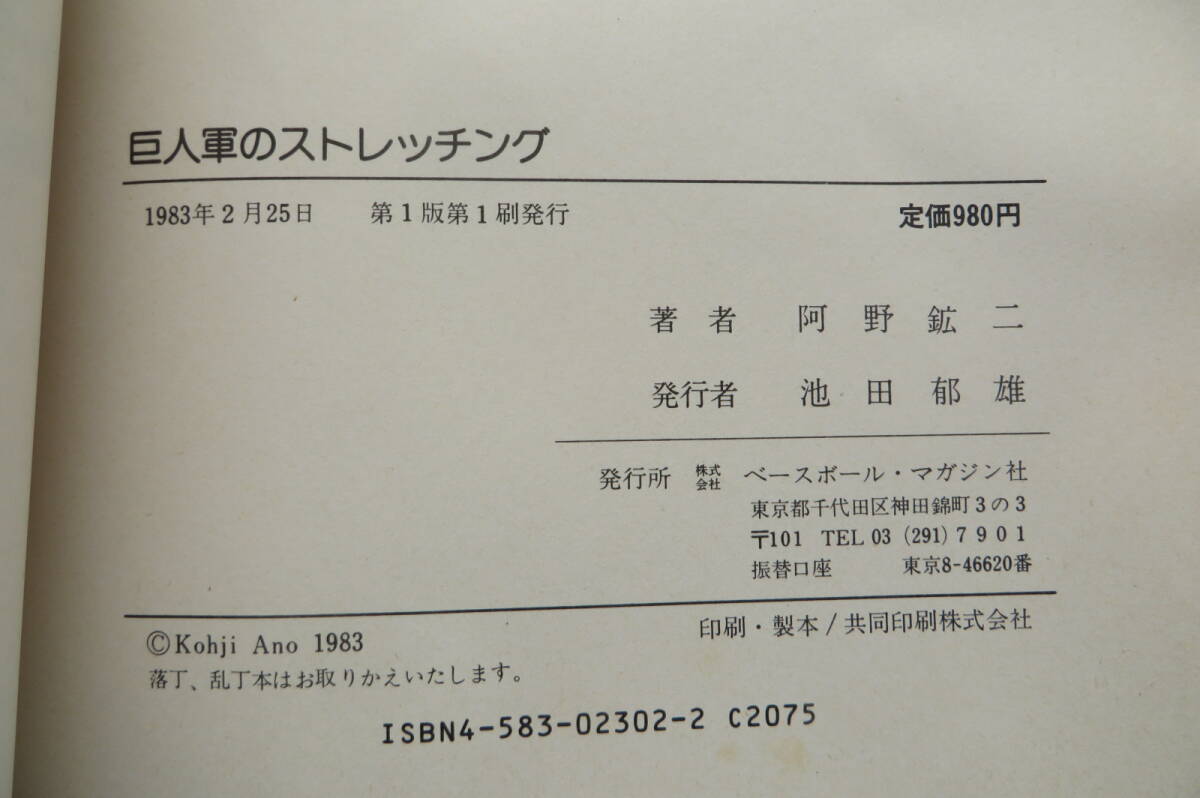 巨人軍のストレッチング
1983年2月25日　第1版第1刷発行　定価980円
著者　阿野鉱二
発行者　池田郁雄
発行所　株式会社　ベースボール・マガジン社
東京都千代田区神田錦町3の3
〒101　TEL 03（291）7901
振替口座　東京8-46620番
©Kohji Ano 1983　印刷・製本/共同印刷株式会社
落丁、乱丁本はお取りかえいたします。
ISBN4-583-02302-2 C2075